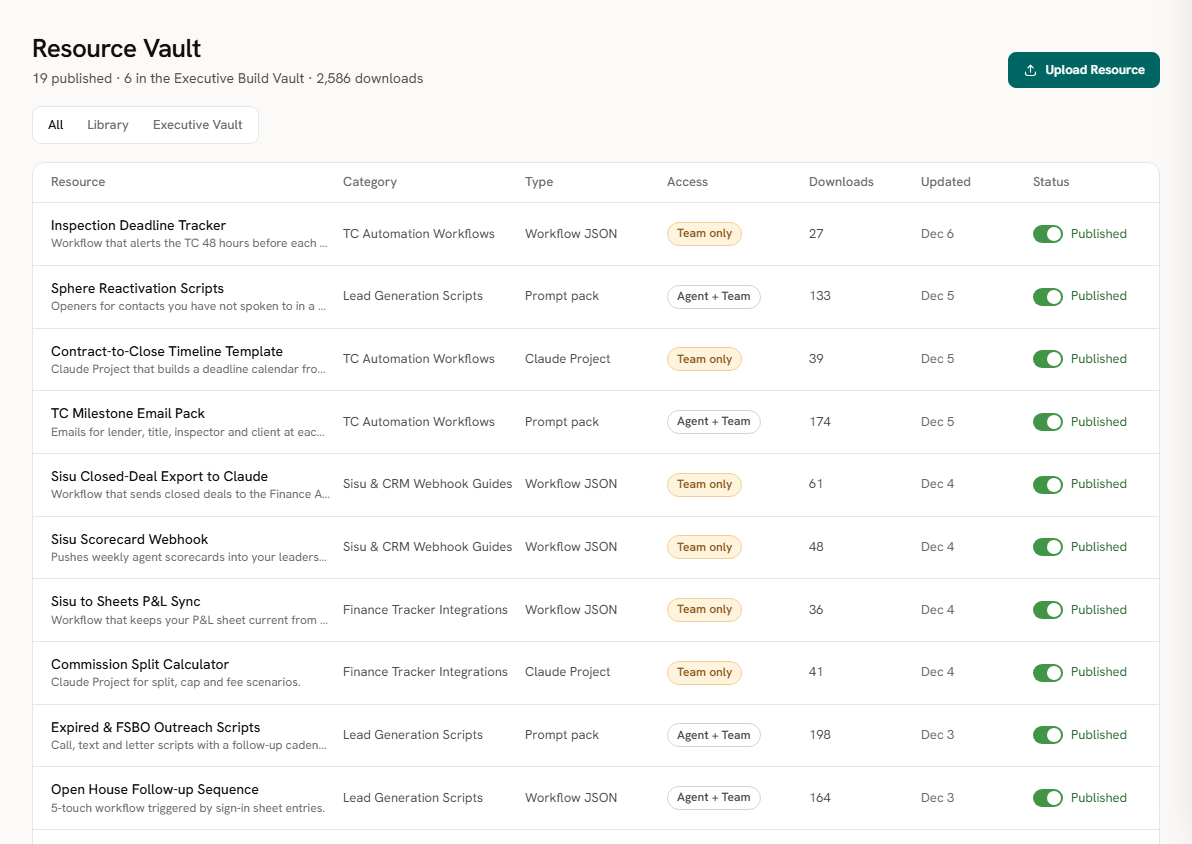 Resource Vault
19 published · 6 in the Executive Build Vault · 2,586 downloads
Upload Resource
All Library Executive Vault
Resource Category Type Access Downloads Updated Status
Inspection Deadline Tracker
Workflow that alerts the TC 48 hours before each ...
TC Automation Workflows Workflow JSON Team only 27 Dec 6 Published
Sphere Reactivation Scripts
Openers for contacts you have not spoken to in a ...
Lead Generation Scripts Prompt pack Agent + Team 133 Dec 5 Published
Contract-to-Close Timeline Template
Claude Project that builds a deadline calendar fro...
TC Automation Workflows Claude Project Team only 39 Dec 5 Published
TC Milestone Email Pack
Emails for lender, title, inspector and client at eac...
TC Automation Workflows Prompt pack Agent + Team 174 Dec 5 Published
Sisu Closed-Deal Export to Claude
Workflow that sends closed deals to the Finance A...
Sisu & CRM Webhook Guides Workflow JSON Team only 61 Dec 4 Published
Sisu Scorecard Webhook
Pushes weekly agent scorecards into your leaders...
Sisu & CRM Webhook Guides Workflow JSON Team only 48 Dec 4 Published
Sisu to Sheets P&L Sync
Workflow that keeps your P&L sheet current from ...
Finance Tracker Integrations Workflow JSON Team only 36 Dec 4 Published
Commission Split Calculator
Claude Project for split, cap and fee scenarios.
Finance Tracker Integrations Claude Project Team only 41 Dec 4 Published
Expired & FSBO Outreach Scripts
Call, text and letter scripts with a follow-up caden...
Lead Generation Scripts Prompt pack Agent + Team 198 Dec 3 Published
Open House Follow-up Sequence
5-touch workflow triggered by sign-in sheet entries.
Lead Generation Scripts Workflow JSON Agent + Team 164 Dec 3 Published